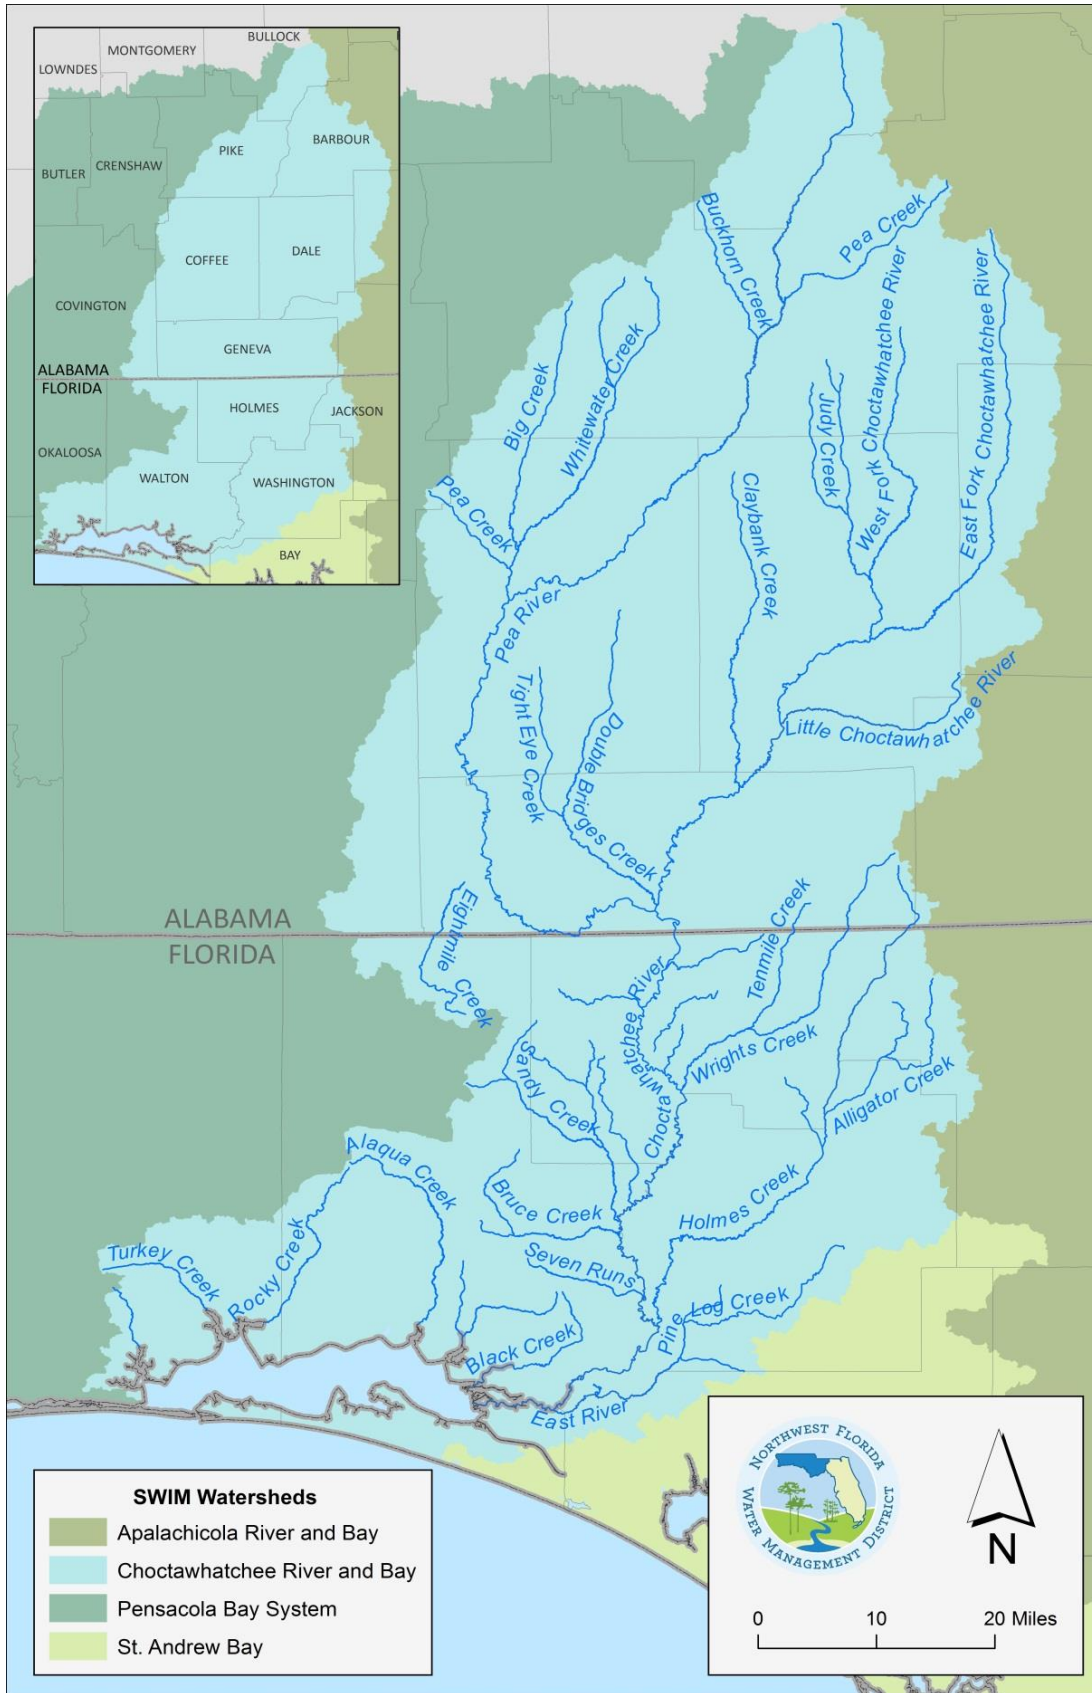 BULLOCK
MONTGOMERY
LOWNDES
BARBOUR
PIKE
CRENSHAW
BUTLER
COFFEE
DALE
COVINGTON
GENEVA
ALABAMA
FLORIDA
HOLMES
JACKSON
OKALOOSA
WALTON
WASHINGTON
BAY
Buckhorn Creek
Pea Creek
West Fork Choctawhatchee River
East Fork Choctawhatchee River
Big Creek
Whitewater Creek
Judy Creek
Pea Creek
Claybank Creek
Pea River
Tight Eye Creek
Double Bridges Creek
Little Choctawhatchee River
Eightmile Creek
ALABAMA
FLORIDA
Tenmile Creek
Choctawhatchee River
Wrights Creek
Sandy Creek
Alligator Creek
Alaqua Creek
Bruce Creek
Holmes Creek
Turkey Creek
Rocky Creek
Seven Runs
Pine Log Creek
Black Creek
East River
SWIM Watersheds
Apalachicola River and Bay
Choctawhatchee River and Bay
Pensacola Bay System
St. Andrew Bay
NORTHWEST FLORIDA
WATER MANAGEMENT DISTRICT
N
0 10 20 Miles